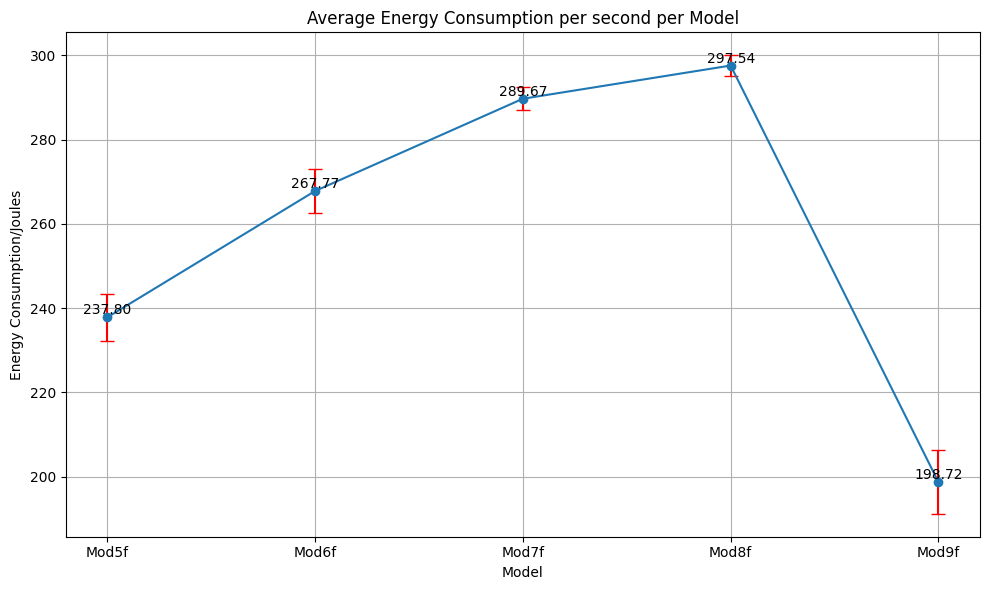 Average Energy Consumption per second per Model
Energy Consumption/Joules
300
280
260
240
220
200
237.80
267.77
289.67
297.54
198.72
Mod5f
Mod6f
Mod7f
Mod8f
Mod9f
Model